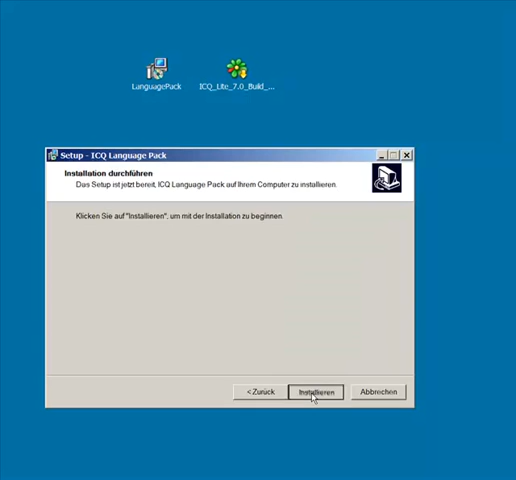 LanguagePack
ICQ_Lite_7.0_Build_...
Setup - ICQ Language Pack
Installation durchführen
Das Setup ist jetzt bereit, ICQ Language Pack auf Ihrem Computer zu installieren.
Klicken Sie auf "Installieren", um mit der Installation zu beginnen.
< Zurück
Installieren
Abbrechen